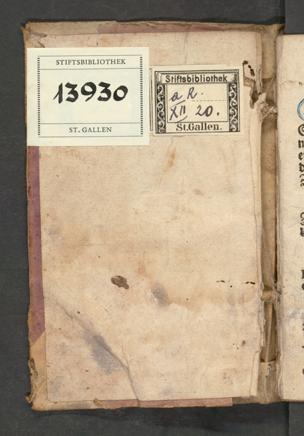 STIFTSBIBLIOTHEK
13930
ST. GALLEN
Stiftsbibliothek
a R.
XII 20.
St.Gallen.